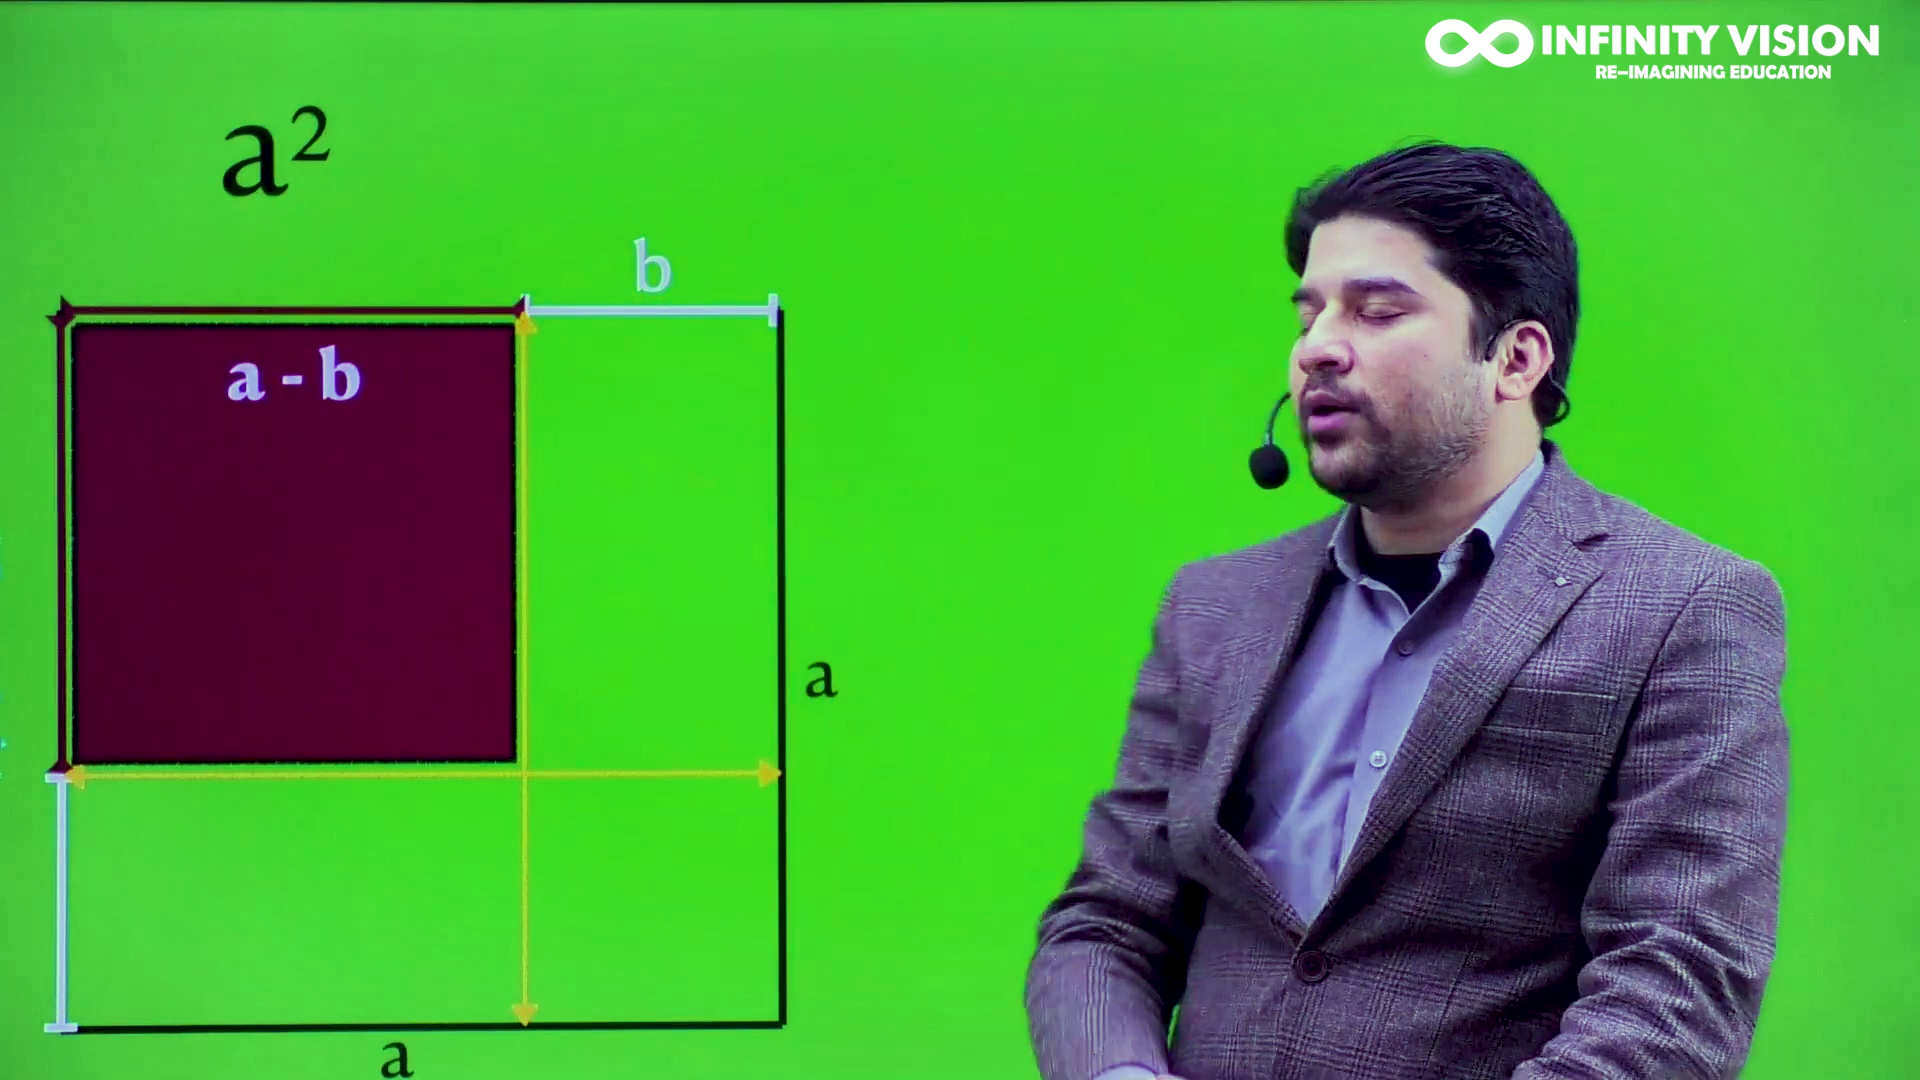 INFINITY VISION
RE-IMAGINING EDUCATION
a²
b
a - b
a
a